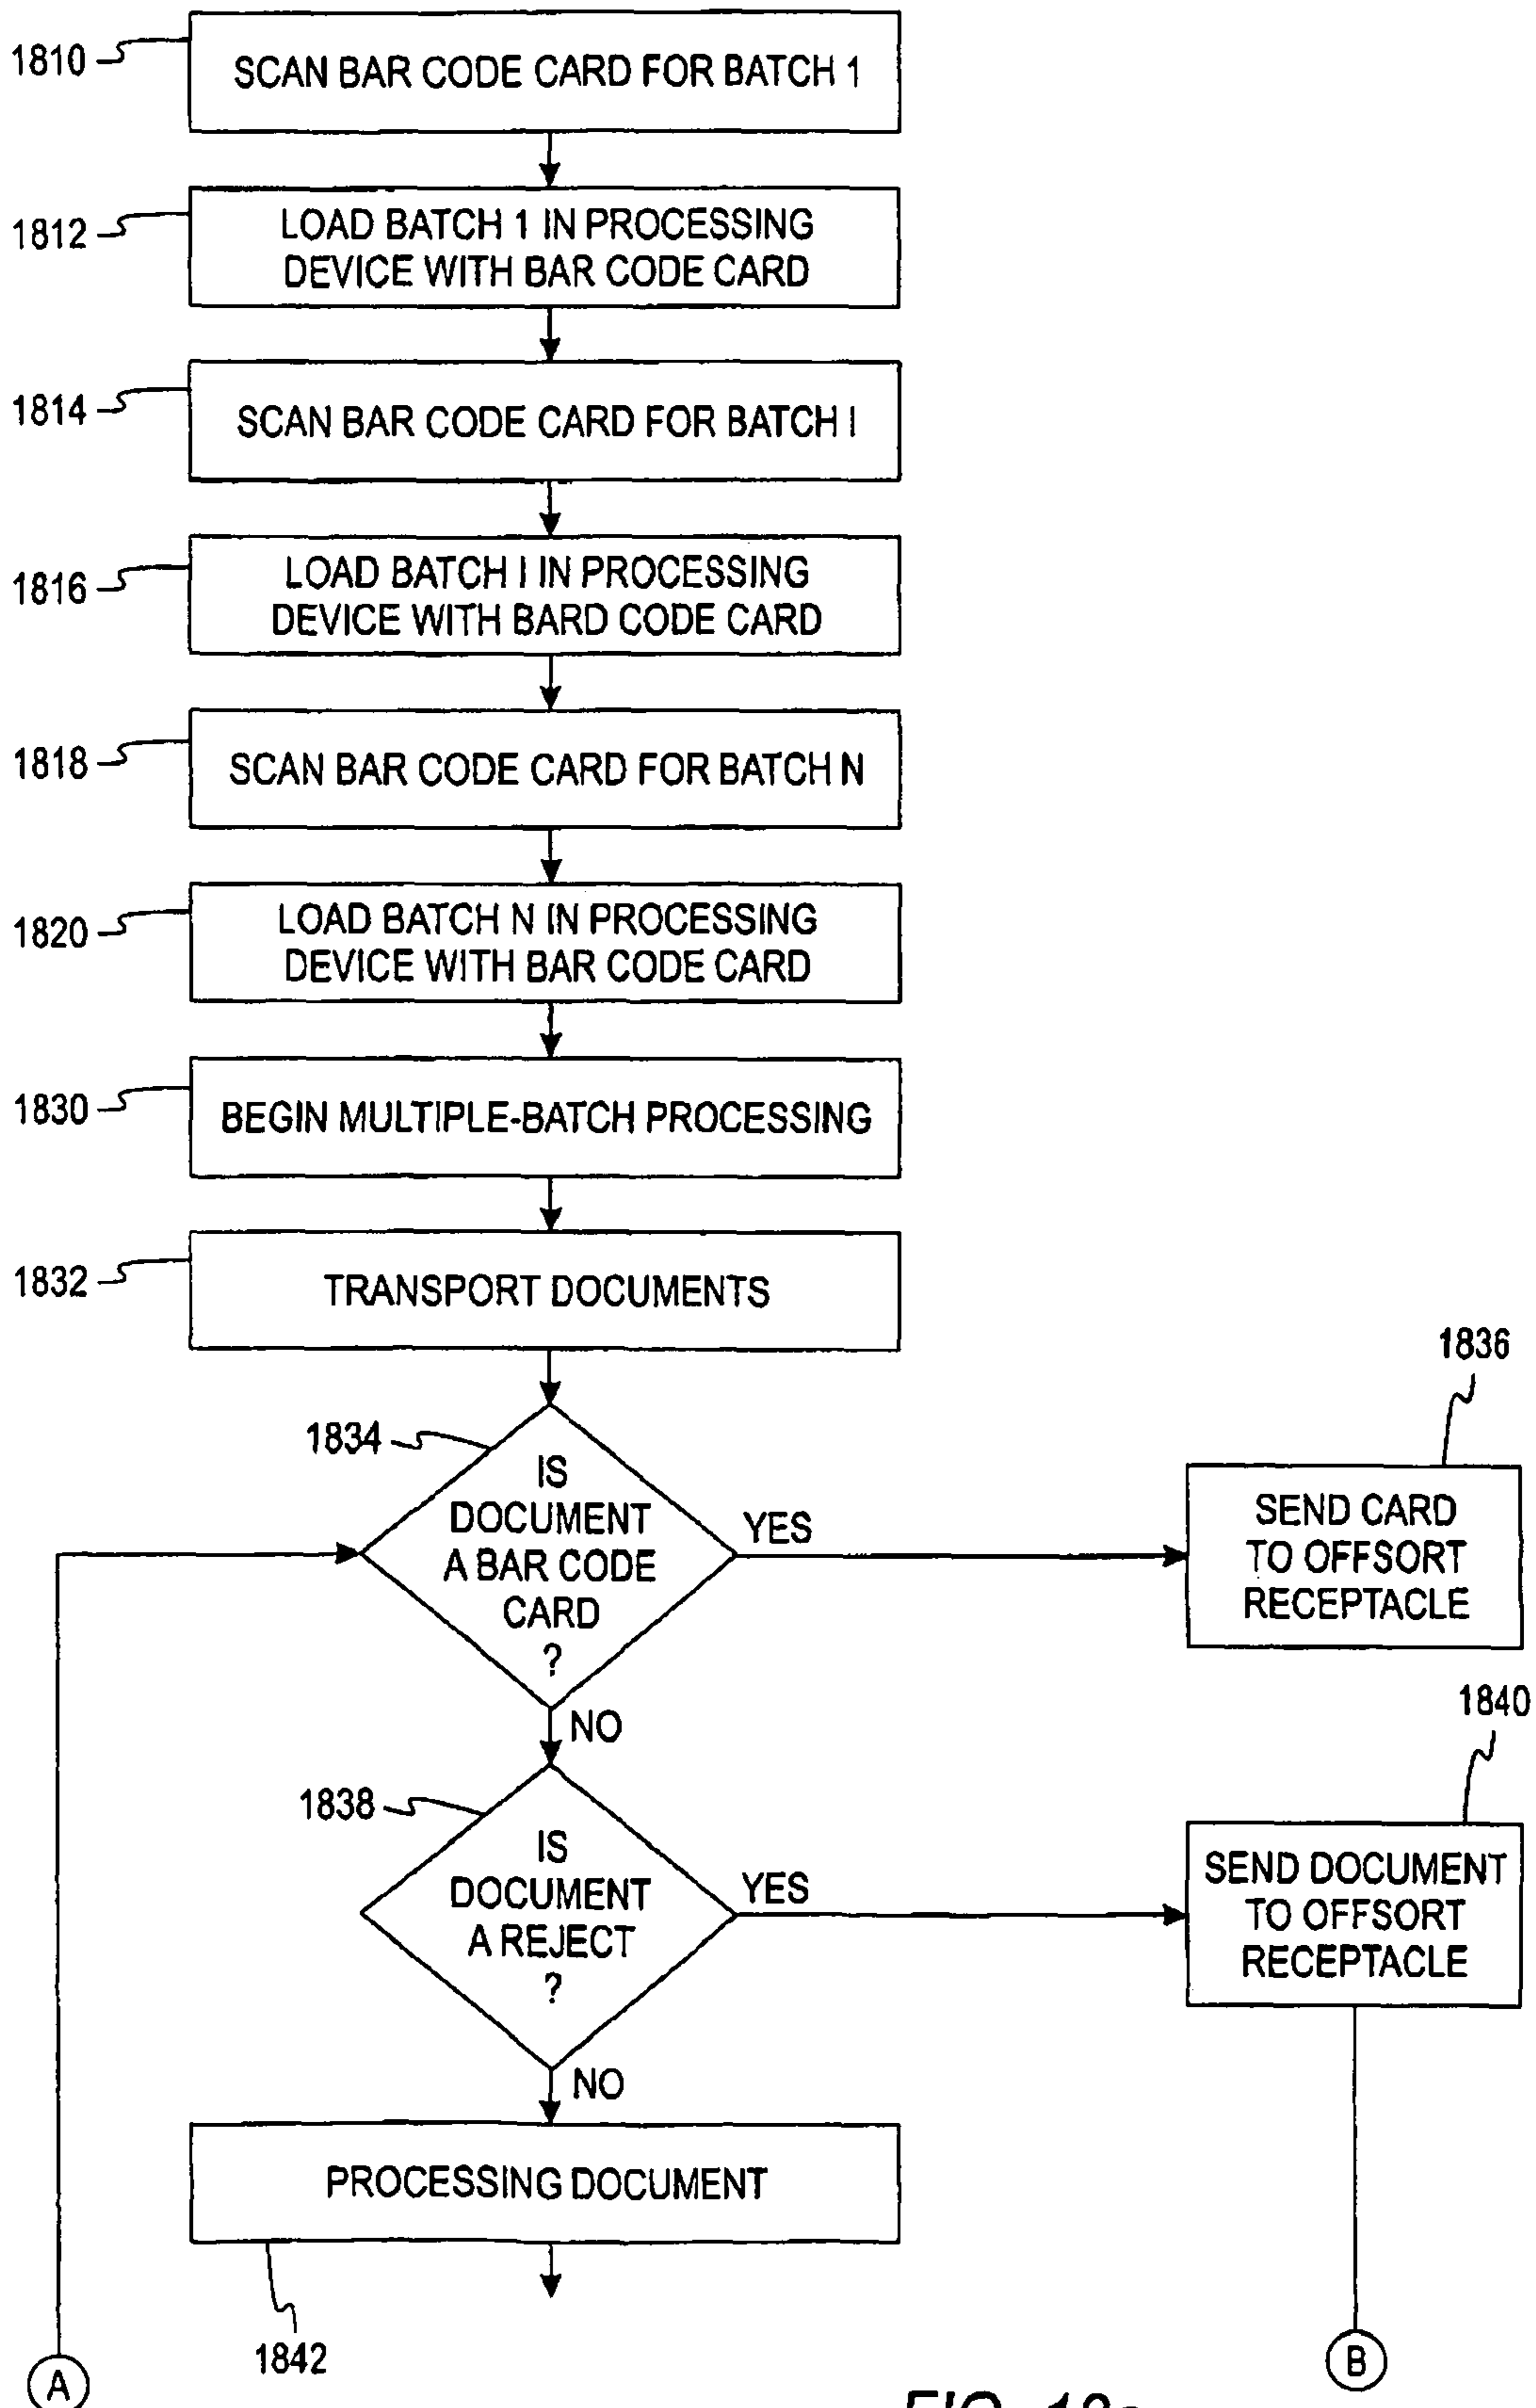 1810
SCAN BAR CODE CARD FOR BATCH 1
1812
LOAD BATCH 1 IN PROCESSING
DEVICE WITH BAR CODE CARD
1814
SCAN BAR CODE CARD FOR BATCH I
1816
LOAD BATCH I IN PROCESSING
DEVICE WITH BARD CODE CARD
1818
SCAN BAR CODE CARD FOR BATCH N
1820
LOAD BATCH N IN PROCESSING
DEVICE WITH BAR CODE CARD
1830
BEGIN MULTIPLE-BATCH PROCESSING
1832
TRANSPORT DOCUMENTS
1834
IS
DOCUMENT
A BAR CODE
CARD
?
YES
1836
SEND CARD
TO OFFSORT
RECEPTACLE
NO
1838
IS
DOCUMENT
A REJECT
?
YES
1840
SEND DOCUMENT
TO OFFSORT
RECEPTACLE
NO
PROCESSING DOCUMENT
1842
A
B
FIG.